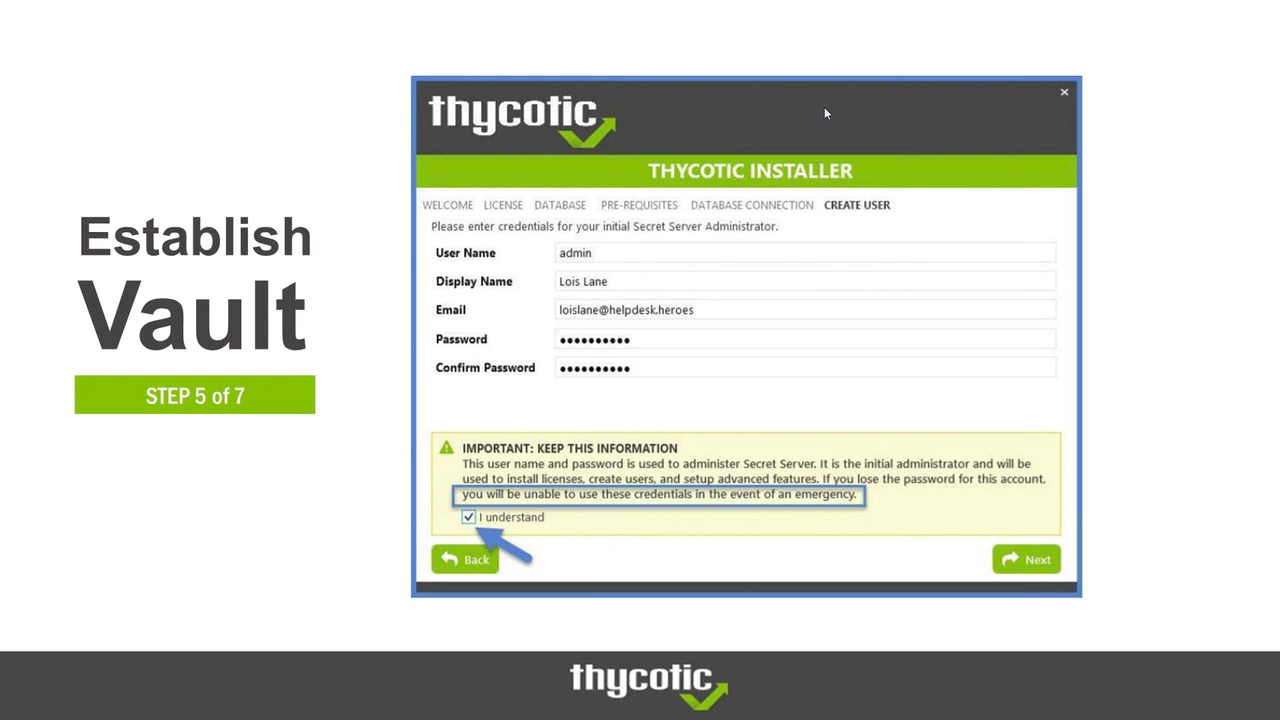 Establish
Vault
STEP 5 of 7
thycotic
×
THYCOTIC INSTALLER
WELCOME LICENSE DATABASE PRE-REQUISITES DATABASE CONNECTION CREATE USER
Please enter credentials for your initial Secret Server Administrator.
User Name admin
Display Name Lois Lane
Email loislane@helpdesk.heroes
Password ●●●●●●●●●●
Confirm Password ●●●●●●●●●●
IMPORTANT: KEEP THIS INFORMATION
This user name and password is used to administer Secret Server. It is the initial administrator and will be
used to install licenses, create users, and setup advanced features. If you lose the password for this account,
you will be unable to use these credentials in the event of an emergency.
I understand
Back Next
thycotic